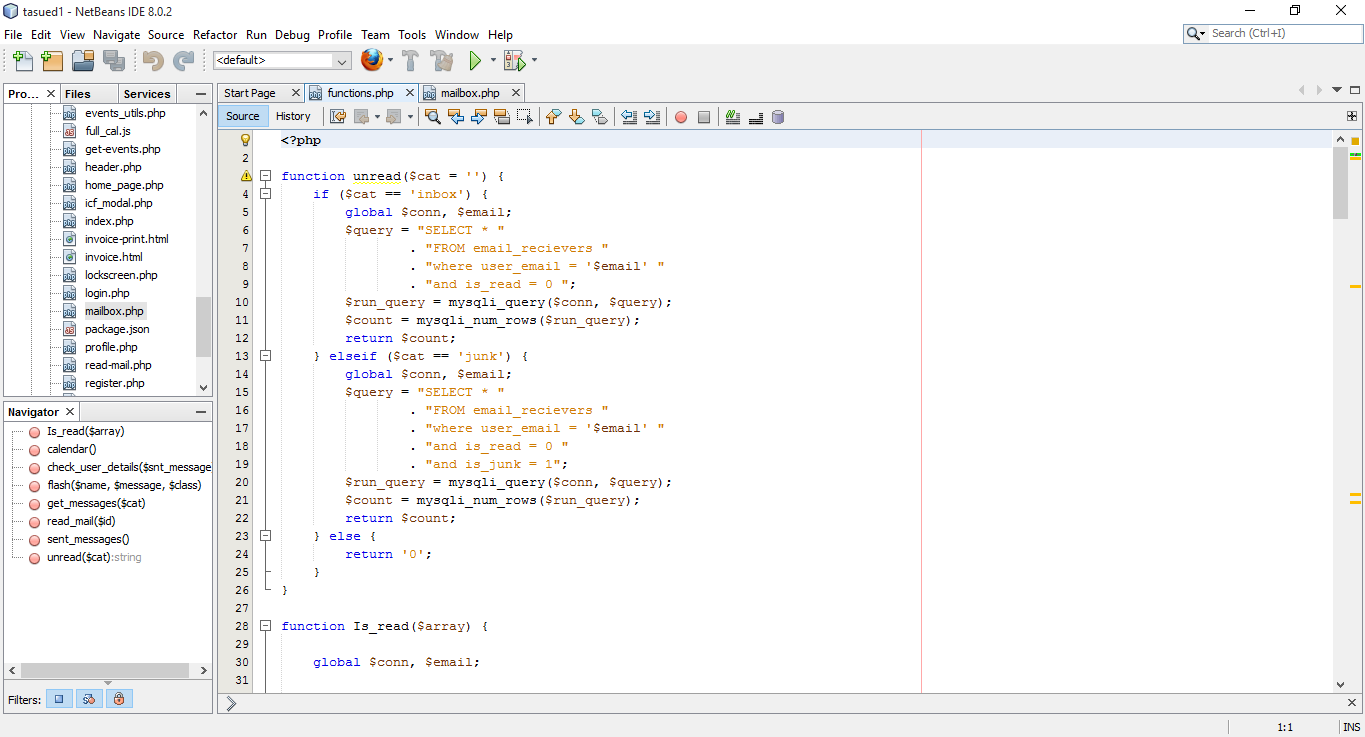 tasued1 - NetBeans IDE 8.0.2
File Edit View Navigate Source Refactor Run Debug Profile Team Tools Window Help
Search (Ctrl+I)
<default>
Pro... Files Services
events_utils.php
full_cal.js
get-events.php
header.php
home_page.php
icf_modal.php
index.php
invoice-print.html
invoice.html
lockscreen.php
login.php
mailbox.php
package.json
profile.php
read-mail.php
register.php
Navigator
Is_read($array)
calendar()
check_user_details($snt_message
flash($name, $message, $class)
get_messages($cat)
read_mail($id)
sent_messages()
unread($cat):string
Filters:
Start Page functions.php mailbox.php
Source History
<?php
2
function unread($cat = '') {
4 if ($cat == 'inbox') {
5 global $conn, $email;
6 $query = "SELECT * "
7 . "FROM email_recievers "
8 . "where user_email = '$email' "
9 . "and is_read = 0 ";
10 $run_query = mysqli_query($conn, $query);
11 $count = mysqli_num_rows($run_query);
12 return $count;
13 } elseif ($cat == 'junk') {
14 global $conn, $email;
15 $query = "SELECT * "
16 . "FROM email_recievers "
17 . "where user_email = '$email' "
18 . "and is_read = 0 "
19 . "and is_junk = 1";
20 $run_query = mysqli_query($conn, $query);
21 $count = mysqli_num_rows($run_query);
22 return $count;
23 } else {
24 return '0';
25 }
26 }
27
28 function Is_read($array) {
29
30 global $conn, $email;
31
1:1 INS